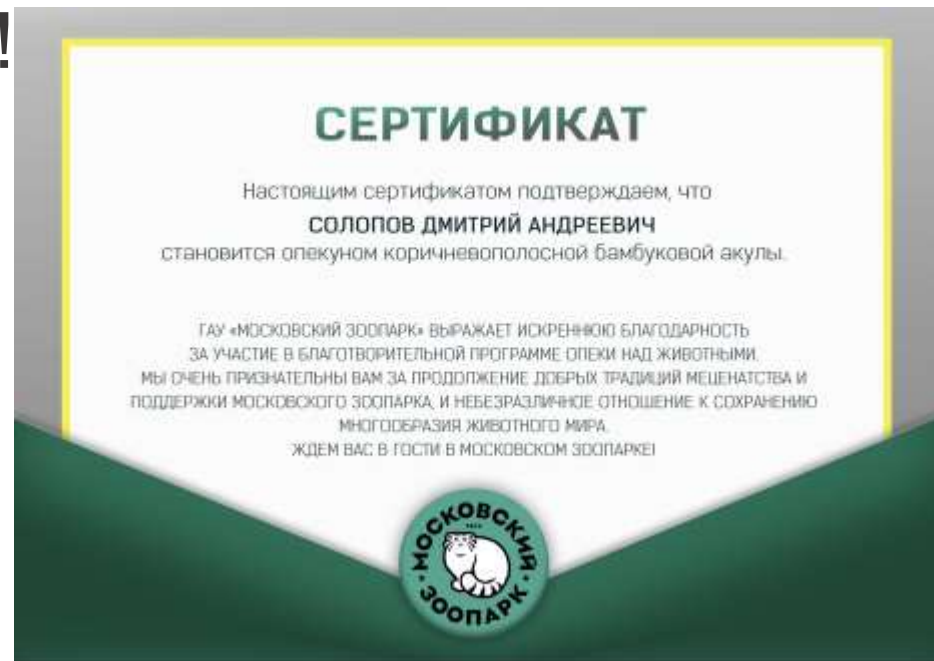 !
СЕРТИФИКАТ
Настоящим сертификатом подтверждаем, что
СОЛОПОВ ДМИТРИЙ АНДРЕЕВИЧ
становится опекуном коричневополосной бамбуковой акулы.
ГАУ «МОСКОВСКИЙ ЗООПАРК» ВЫРАЖАЕТ ИСКРЕННЮЮ БЛАГОДАРНОСТЬ
ЗА УЧАСТИЕ В БЛАГОТВОРИТЕЛЬНОЙ ПРОГРАММЕ ОПЕКИ НАД ЖИВОТНЫМИ.
МЫ ОЧЕНЬ ПРИЗНАТЕЛЬНЫ ВАМ ЗА ПРОДОЛЖЕНИЕ ДОБРЫХ ТРАДИЦИЙ МЕЦЕНАТСТВА И
ПОДДЕРЖКИ МОСКОВСКОГО ЗООПАРКА, И НЕБЕЗРАЗЛИЧНОЕ ОТНОШЕНИЕ К СОХРАНЕНИЮ
МНОГООБРАЗИЯ ЖИВОТНОГО МИРА.
ЖДЕМ ВАС В ГОСТИ В МОСКОВСКОМ ЗООПАРКЕ!
МОСКОВСКИЙ
ЗООПАРК